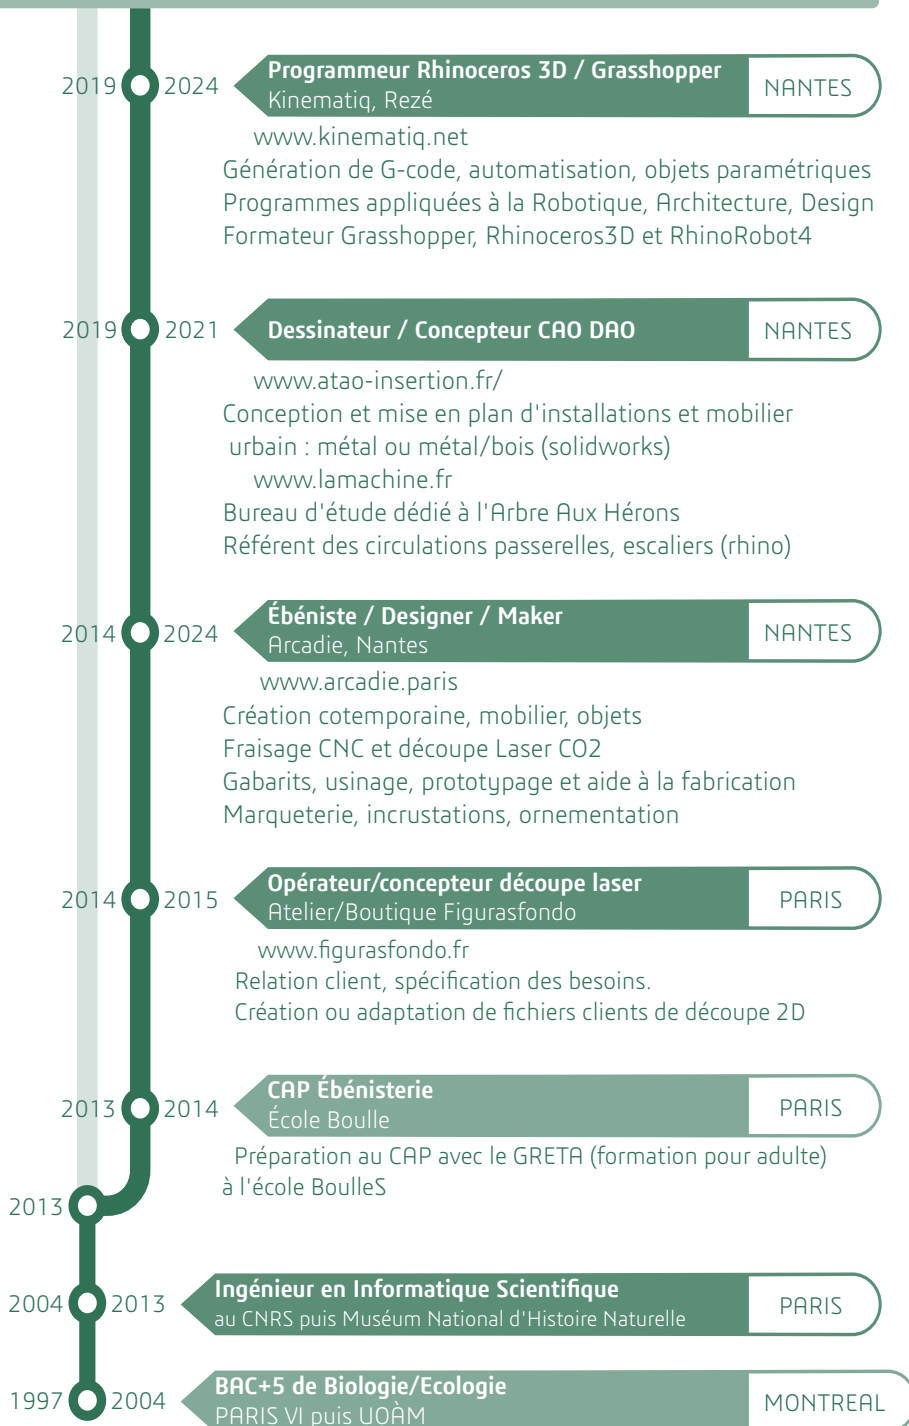 2019 2024 Programmeur Rhinoceros 3D / Grasshopper NANTES
Kinematiq, Rezé
www.kinematiq.net
Génération de G-code, automatisation, objets paramétriques
Programmes appliquées à la Robotique, Architecture, Design
Formateur Grasshopper, Rhinoceros3D et RhinoRobot4
2019 2021 Dessinateur / Concepteur CAO DAO NANTES
www.atao-insertion.fr/
Conception et mise en plan d'installations et mobilier
urbain : métal ou métal/bois (solidworks)
www.lamachine.fr
Bureau d'étude dédié à l'Arbre Aux Hérons
Référent des circulations passerelles, escaliers (rhino)
2014 2024 Ébéniste / Designer / Maker NANTES
Arcadie, Nantes
www.arcadie.paris
Création cotemporaine, mobilier, objets
Fraisage CNC et découpe Laser CO2
Gabarits, usinage, prototypage et aide à la fabrication
Marqueterie, incrustations, ornementation
2014 2015 Opérateur/concepteur découpe laser PARIS
Atelier/Boutique Figurasfondo
www.figurasfondo.fr
Relation client, spécification des besoins.
Création ou adaptation de fichiers clients de découpe 2D
2013 2014 CAP Ébénisterie PARIS
École Boulle
Préparation au CAP avec le GRETA (formation pour adulte)
à l'école BoulleS
2013
2004 2013 Ingénieur en Informatique Scientifique PARIS
au CNRS puis Muséum National d'Histoire Naturelle
1997 2004 BAC+5 de Biologie/Ecologie MONTREAL
PARIS VI puis UQÀM